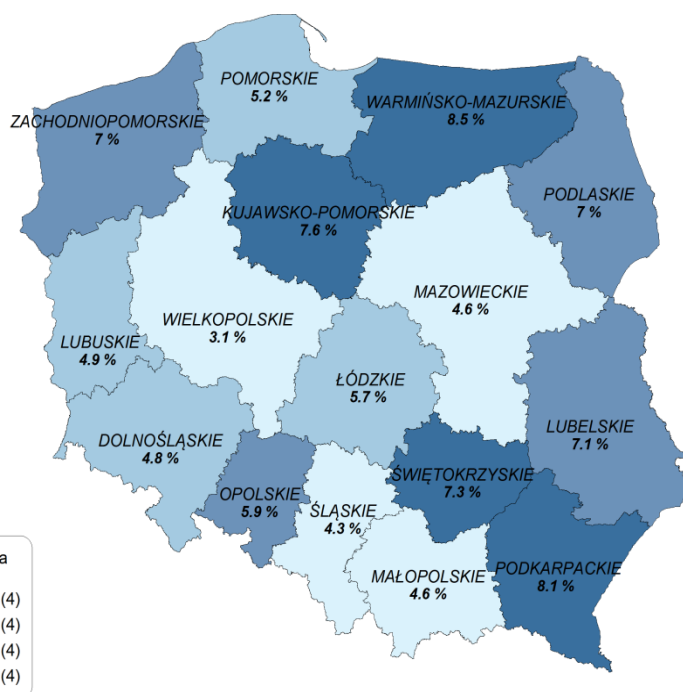 POMORSKIE
5.2 %
WARMIŃSKO-MAZURSKIE
8.5 %
ZACHODNIOPOMORSKIE
7 %
PODLASKIE
7 %
KUJAWSKO-POMORSKIE
7.6 %
MAZOWIECKIE
4.6 %
WIELKOPOLSKIE
3.1 %
LUBUSKIE
4.9 %
ŁÓDZKIE
5.7 %
LUBELSKIE
7.1 %
DOLNOŚLĄSKIE
4.8 %
ŚWIĘTOKRZYSKIE
7.3 %
OPOLSKIE
5.9 %
ŚLĄSKIE
4.3 %
PODKARPACKIE
8.1 %
MAŁOPOLSKIE
4.6 %
a
(4)
(4)
(4)
(4)